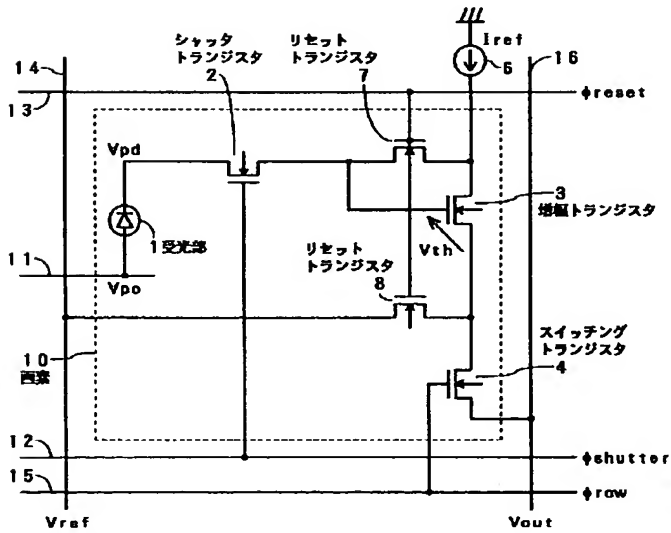 シャッタ
トランジスタ
2
リセット
トランジスタ
7
Iref
6
14
16
13
φreset
Vpd
3
増幅トランジスタ
1受光部
Vth
リセット
トランジスタ
8
11
Vpo
スイッチング
トランジスタ
4
10
画素
12
φshutter
15
φrow
Vref
Vout